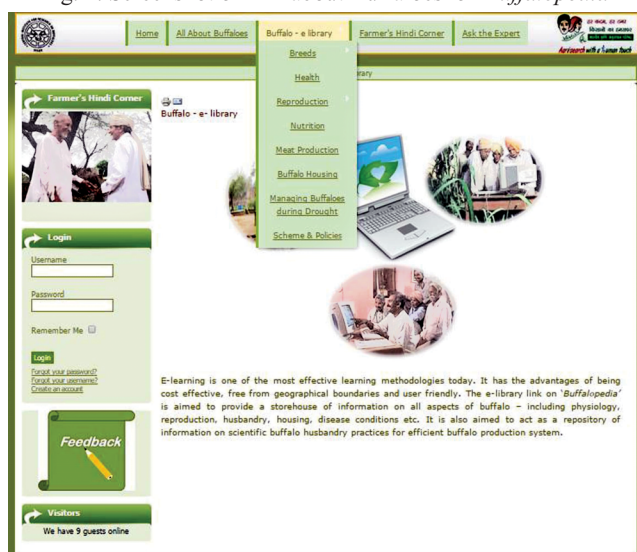 Home
All About Buffaloes
Buffalo - e library
Farmer's Hindi Corner
Ask the Expert
Agrisearch with a human touch
rary
Breeds
Health
Reproduction
Nutrition
Meat Production
Buffalo Housing
Managing Buffaloes
during Drought
Scheme & Policies
Farmer's Hindi Corner
Buffalo - e- library
Login
Username
Password
Remember Me
Login
Forgot your password?
Forgot your username?
Create an account
E-learning is one of the most effective learning methodologies today. It has the advantages of being
cost effective, free from geographical boundaries and user friendly. The e-library link on 'Buffalopedia'
is aimed to provide a storehouse of information on all aspects of buffalo – including physiology,
reproduction, husbandry, housing, disease conditions etc. It is also aimed to act as a repository of
information on scientific buffalo husbandry practices for efficient buffalo production system.
Feedback
Visitors
We have 9 guests online